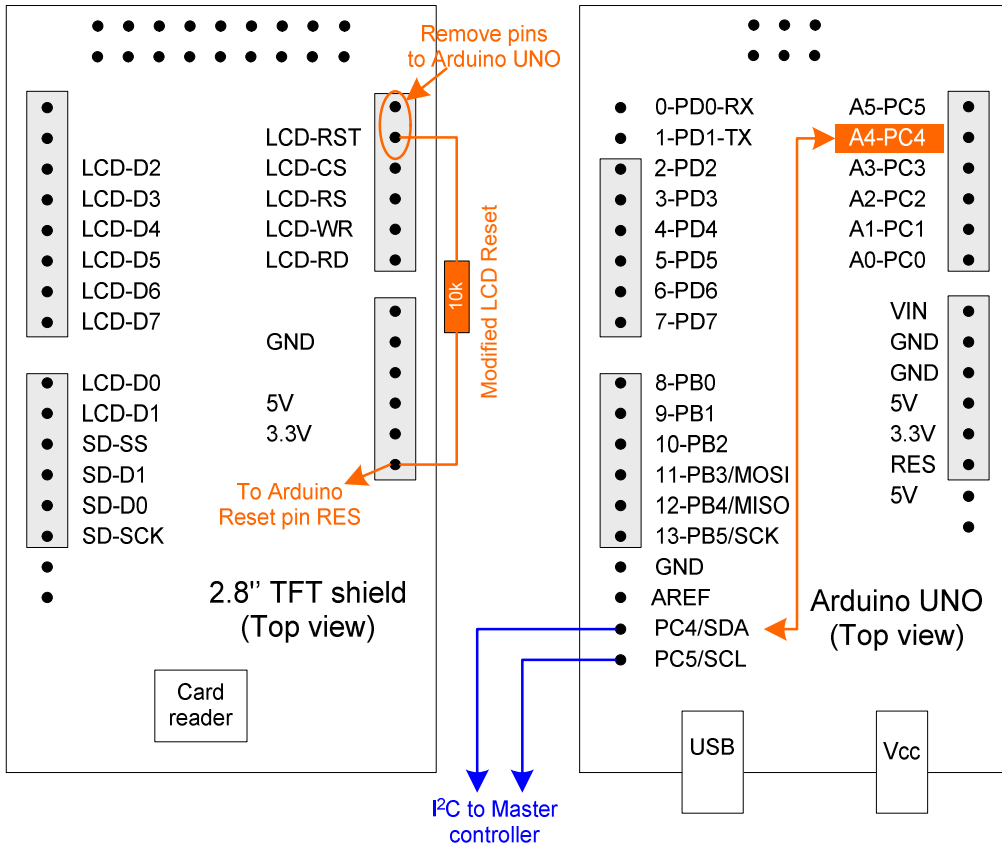 Remove pins
to Arduino UNO
LCD-RST
LCD-CS
LCD-RS
LCD-WR
LCD-RD
LCD-D2
LCD-D3
LCD-D4
LCD-D5
LCD-D6
LCD-D7
GND
5V
3.3V
LCD-D0
LCD-D1
SD-SS
SD-D1
SD-D0
SD-SCK
10k
Modified LCD Reset
To Arduino
Reset pin RES
2.8'' TFT shield
(Top view)
Card
reader
0-PD0-RX
1-PD1-TX
2-PD2
3-PD3
4-PD4
5-PD5
6-PD6
7-PD7
8-PB0
9-PB1
10-PB2
11-PB3/MOSI
12-PB4/MISO
13-PB5/SCK
GND
AREF
PC4/SDA
PC5/SCL
A5-PC5
A4-PC4
A3-PC3
A2-PC2
A1-PC1
A0-PC0
VIN
GND
GND
5V
3.3V
RES
5V
Arduino UNO
(Top view)
USB
Vcc
I²C to Master
controller